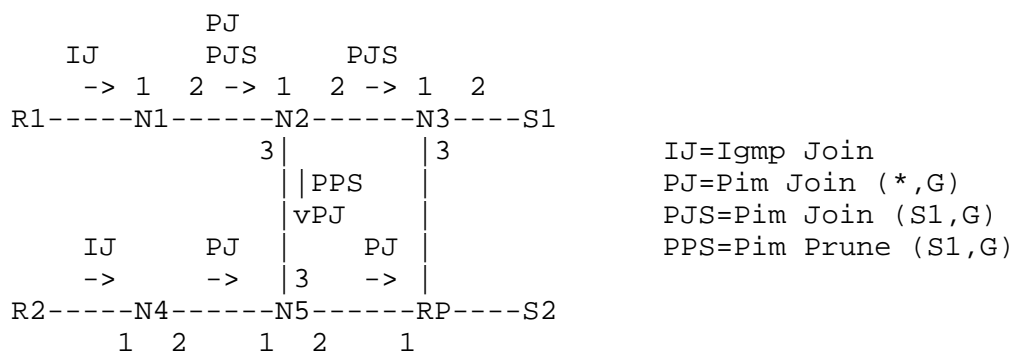 PJ
IJ PJS PJS
-> 1 2 -> 1 2 -> 1 2
R1-----N1------N2------N3----S1
3| |3 IJ=Igmp Join
||PPS | PJ=Pim Join (*,G)
|vPJ | PJS=Pim Join (S1,G)
IJ PJ | PJ | PPS=Pim Prune (S1,G)
-> -> |3 -> |
R2-----N4------N5------RP----S2
1 2 1 2 1